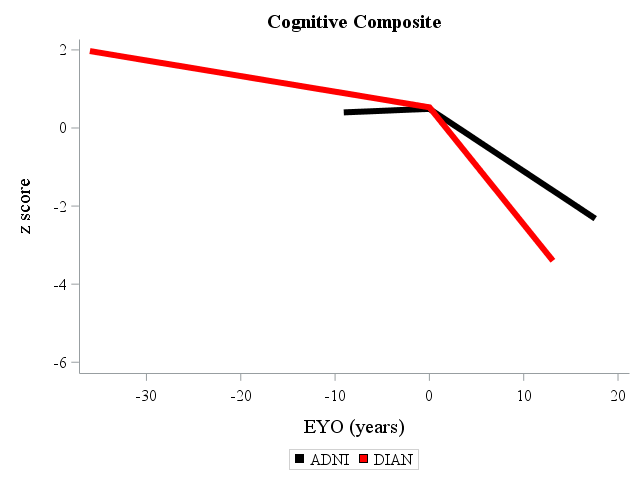 Cognitive Composite
2
0
-2
-4
-6
z score
-30 -20 -10 0 10 20
EYO (years)
ADNI DIAN